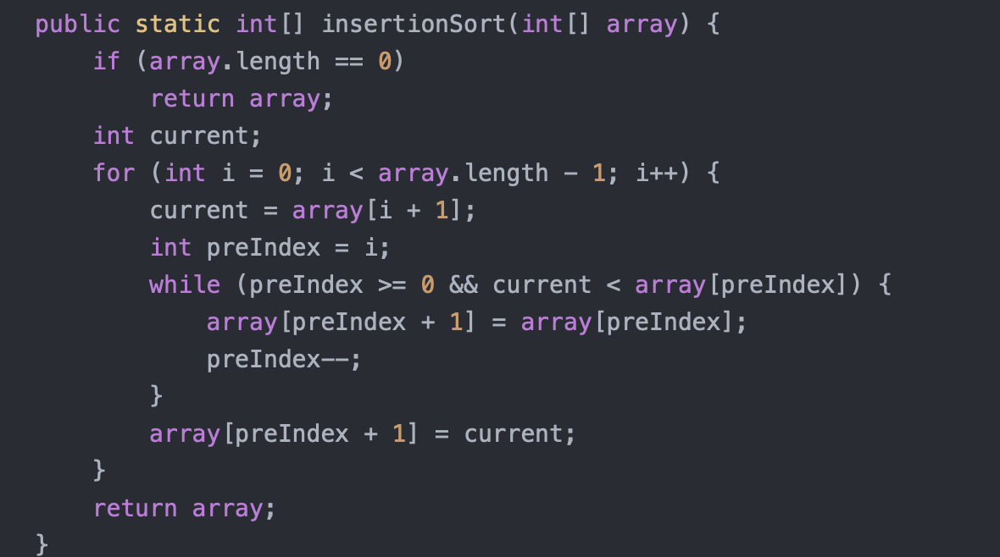 public static int[] insertionSort(int[] array) {
    if (array.length == 0)
        return array;
    int current;
    for (int i = 0; i < array.length - 1; i++) {
        current = array[i + 1];
        int preIndex = i;
        while (preIndex >= 0 && current < array[preIndex]) {
            array[preIndex + 1] = array[preIndex];
            preIndex--;
        }
        array[preIndex + 1] = current;
    }
    return array;
}